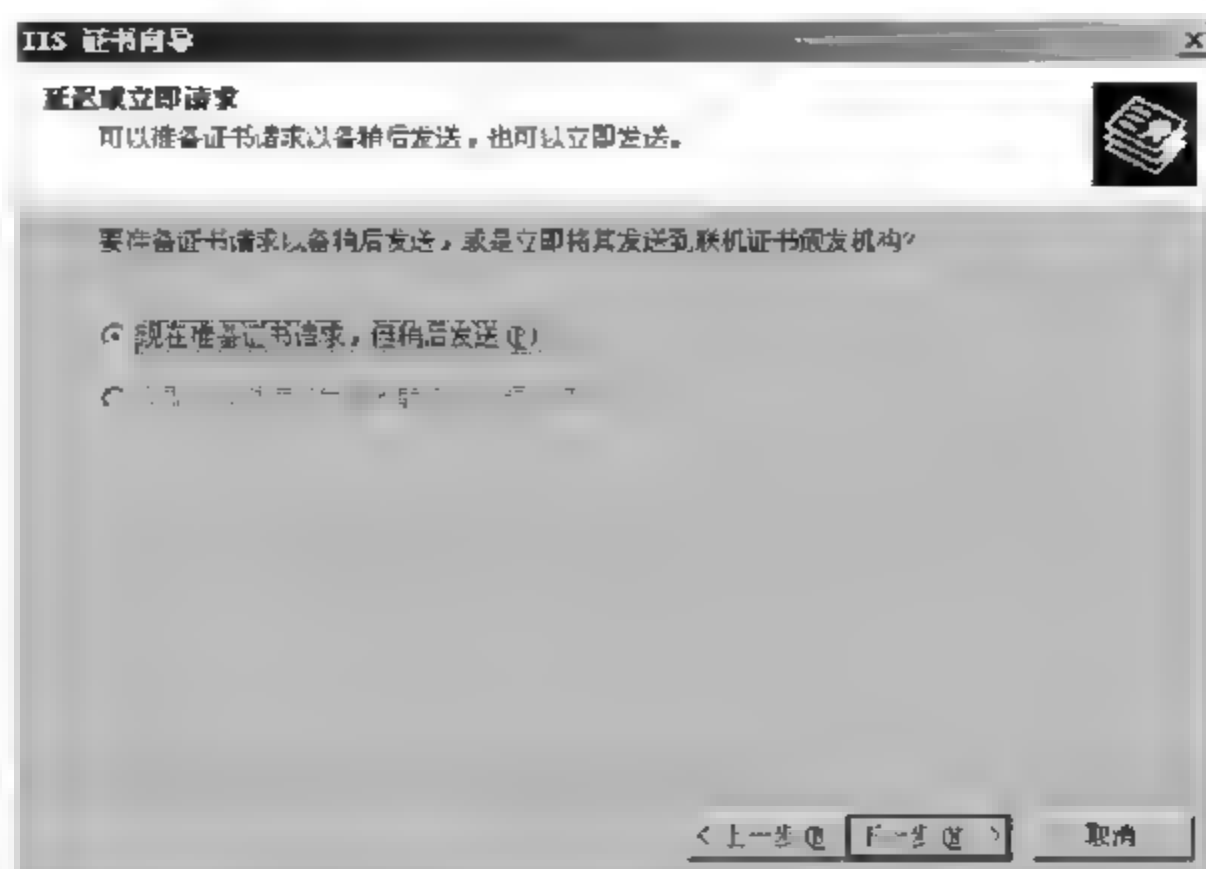 IIS 证书向导
延迟或立即请求
可以准备证书请求以备稍后发送，也可以立即发送。
要准备证书请求以备稍后发送，或是立即将其发送到联机证书颁发机构?
现在准备证书请求，但稍后发送(P)
< 上一步(B)
下一步(N) >
取消